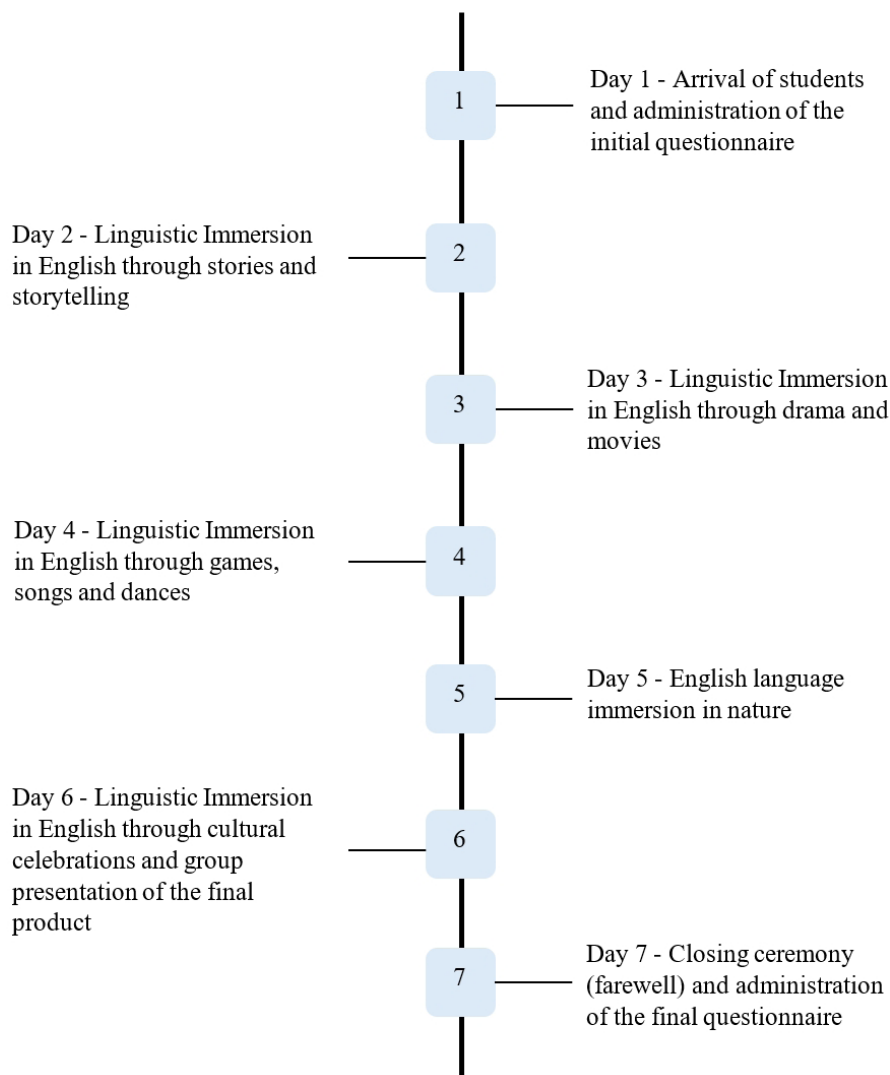 1
Day 1 - Arrival of students
and administration of the
initial questionnaire
Day 2 - Linguistic Immersion
in English through stories and
storytelling
2
3
Day 3 - Linguistic Immersion
in English through drama and
movies
Day 4 - Linguistic Immersion
in English through games,
songs and dances
4
5
Day 5 - English language
immersion in nature
Day 6 - Linguistic Immersion
in English through cultural
celebrations and group
presentation of the final
product
6
7
Day 7 - Closing ceremony
(farewell) and administration
of the final questionnaire